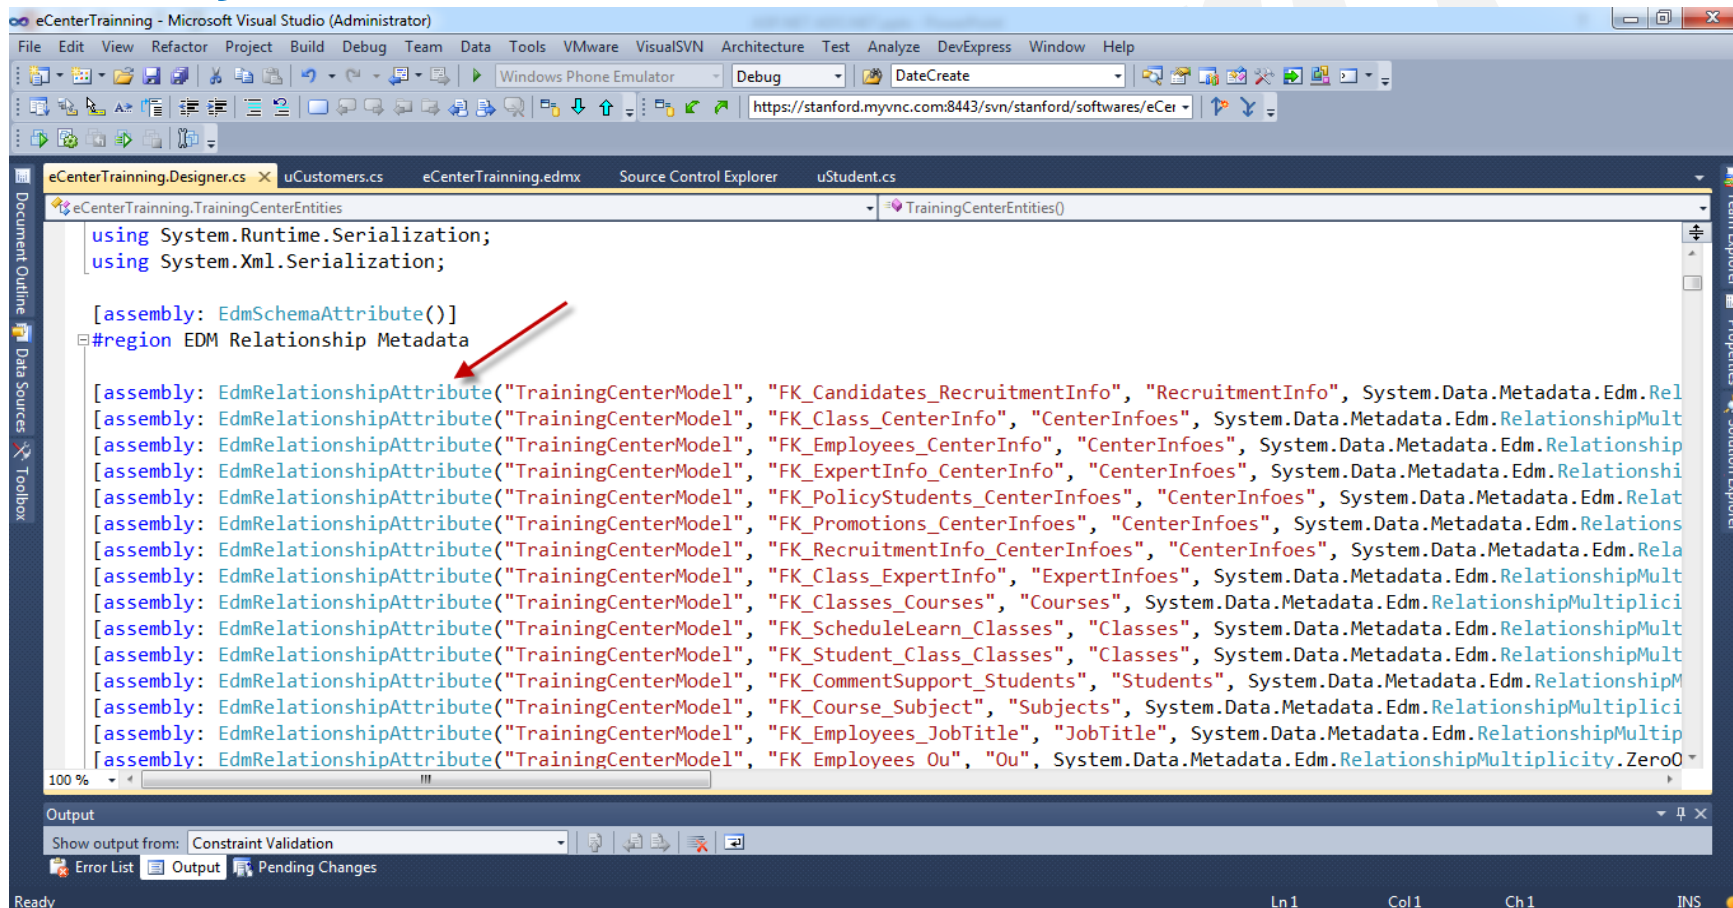 eCenterTrainning - Microsoft Visual Studio (Administrator)
File Edit View Refactor Project Build Debug Team Data Tools VMware VisualSVN Architecture Test Analyze DevExpress Window Help
Windows Phone Emulator Debug DateCreate
https://stanford.myvnc.com:8443/svn/stanford/softwares/eCer
eCenterTrainning.Designer.cs uCustomers.cs eCenterTrainning.edmx Source Control Explorer uStudent.cs
eCenterTrainning.TrainingCenterEntities TrainingCenterEntities()
Document Outline
Data Sources
Toolbox
Team Explorer
Properties
Solution Explorer
using System.Runtime.Serialization;
using System.Xml.Serialization;
[assembly: EdmSchemaAttribute()]
#region EDM Relationship Metadata
[assembly: EdmRelationshipAttribute("TrainingCenterModel", "FK_Candidates_RecruitmentInfo", "RecruitmentInfo", System.Data.Metadata.Edm.Rel
[assembly: EdmRelationshipAttribute("TrainingCenterModel", "FK_Class_CenterInfo", "CenterInfoes", System.Data.Metadata.Edm.RelationshipMult
[assembly: EdmRelationshipAttribute("TrainingCenterModel", "FK_Employees_CenterInfo", "CenterInfoes", System.Data.Metadata.Edm.Relationship
[assembly: EdmRelationshipAttribute("TrainingCenterModel", "FK_ExpertInfo_CenterInfo", "CenterInfoes", System.Data.Metadata.Edm.Relationshi
[assembly: EdmRelationshipAttribute("TrainingCenterModel", "FK_PolicyStudents_CenterInfoes", "CenterInfoes", System.Data.Metadata.Edm.Relat
[assembly: EdmRelationshipAttribute("TrainingCenterModel", "FK_Promotions_CenterInfoes", "CenterInfoes", System.Data.Metadata.Edm.Relations
[assembly: EdmRelationshipAttribute("TrainingCenterModel", "FK_RecruitmentInfo_CenterInfoes", "CenterInfoes", System.Data.Metadata.Edm.Rela
[assembly: EdmRelationshipAttribute("TrainingCenterModel", "FK_Class_ExpertInfo", "ExpertInfoes", System.Data.Metadata.Edm.RelationshipMult
[assembly: EdmRelationshipAttribute("TrainingCenterModel", "FK_Classes_Courses", "Courses", System.Data.Metadata.Edm.RelationshipMultiplici
[assembly: EdmRelationshipAttribute("TrainingCenterModel", "FK_ScheduleLearn_Classes", "Classes", System.Data.Metadata.Edm.RelationshipMult
[assembly: EdmRelationshipAttribute("TrainingCenterModel", "FK_Student_Class_Classes", "Classes", System.Data.Metadata.Edm.RelationshipMult
[assembly: EdmRelationshipAttribute("TrainingCenterModel", "FK_CommentSupport_Students", "Students", System.Data.Metadata.Edm.RelationshipM
[assembly: EdmRelationshipAttribute("TrainingCenterModel", "FK_Course_Subject", "Subjects", System.Data.Metadata.Edm.RelationshipMultiplici
[assembly: EdmRelationshipAttribute("TrainingCenterModel", "FK_Employees_JobTitle", "JobTitle", System.Data.Metadata.Edm.RelationshipMultip
[assembly: EdmRelationshipAttribute("TrainingCenterModel", "FK_Employees_Ou", "Ou", System.Data.Metadata.Edm.RelationshipMultiplicity.ZeroO
100 %
Output
Show output from: Constraint Validation
Error List Output Pending Changes
Ready Ln 1 Col 1 Ch 1 INS